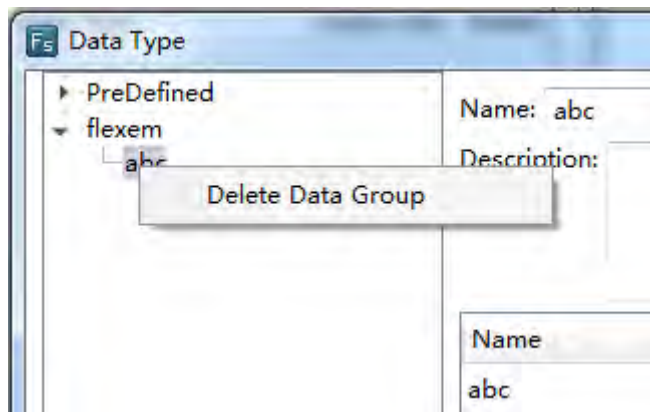 Fs Data Type
PreDefined
flexem
abc
Delete Data Group
Name: abc
Description:
Name
abc